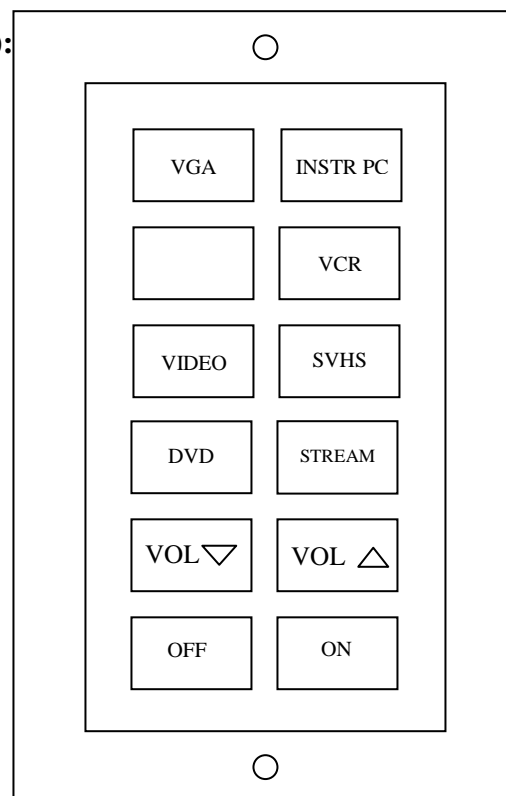 ):
VGA INSTR PC
VCR
VIDEO SVHS
DVD STREAM
VOL VOL
OFF ON